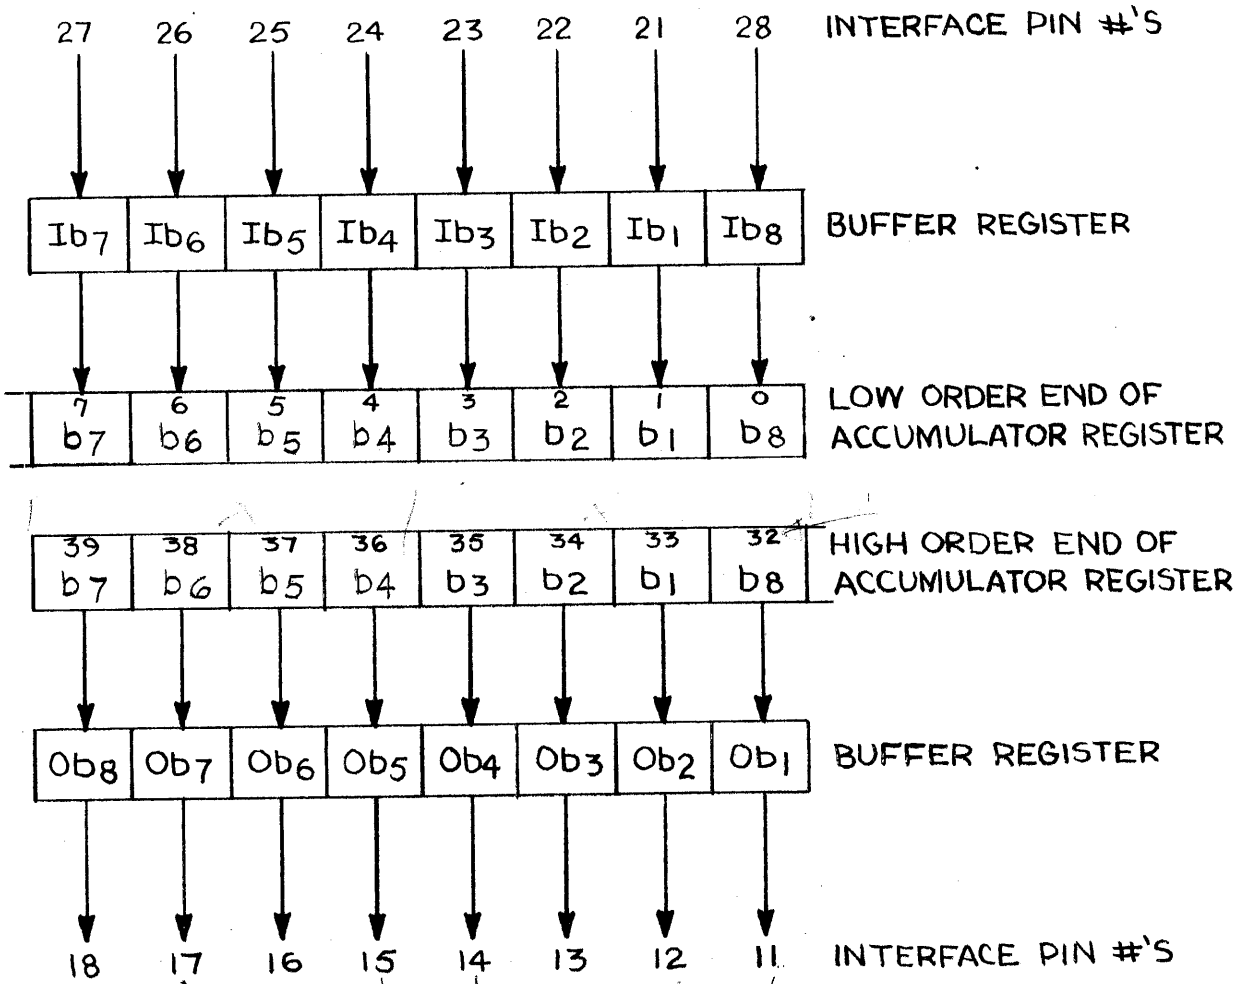 27 26 25 24 23 22 21 28 INTERFACE PIN #'S
Ib7 Ib6 Ib5 Ib4 Ib3 Ib2 Ib1 Ib8 BUFFER REGISTER
7 6 5 4 3 2 1 0 LOW ORDER END OF
b7 b6 b5 b4 b3 b2 b1 b8 ACCUMULATOR REGISTER
39 38 37 36 35 34 33 32 HIGH ORDER END OF
b7 b6 b5 b4 b3 b2 b1 b8 ACCUMULATOR REGISTER
Ob8 Ob7 Ob6 Ob5 Ob4 Ob3 Ob2 Ob1 BUFFER REGISTER
18 17 16 15 14 13 12 11 INTERFACE PIN #'S